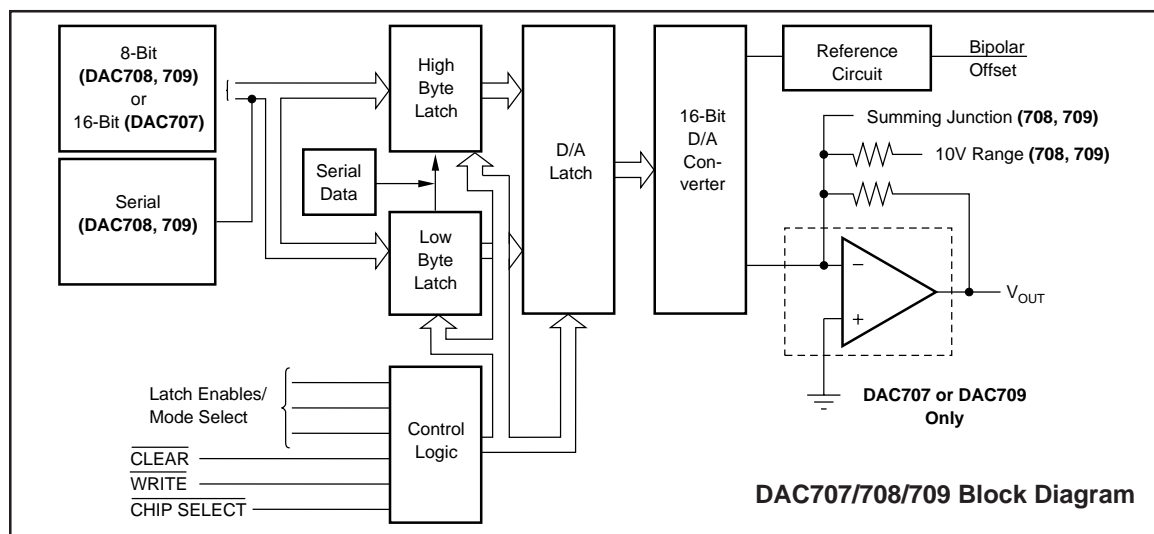 8-Bit
(DAC708, 709)
or
16-Bit (DAC707)
Serial
(DAC708, 709)
High
Byte
Latch
Serial
Data
Low
Byte
Latch
D/A
Latch
16-Bit
D/A
Con-
verter
Reference
Circuit
Bipolar
Offset
Summing Junction (708, 709)
10V Range (708, 709)
−
+
VOUT
DAC707 or DAC709
Only
Latch Enables/
Mode Select
CLEAR
WRITE
CHIP SELECT
Control
Logic
DAC707/708/709 Block Diagram